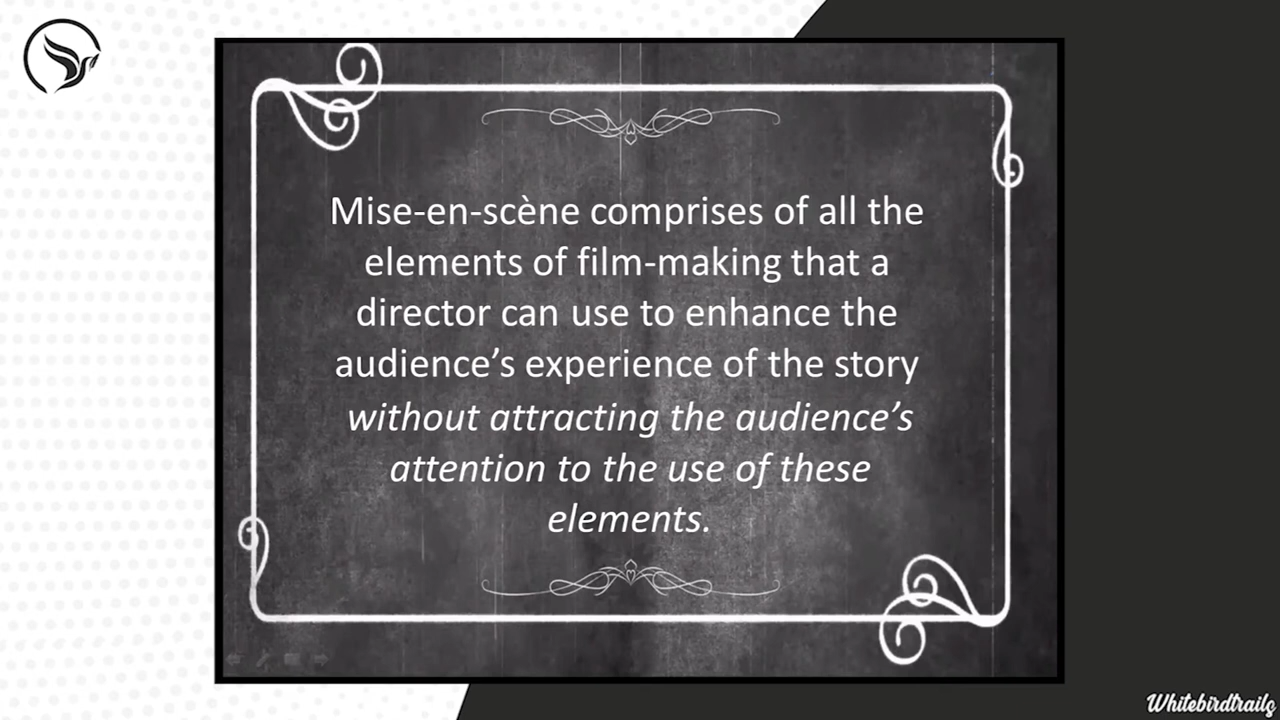 Mise-en-scène comprises of all the
elements of film-making that a
director can use to enhance the
audience’s experience of the story
without attracting the audience’s
attention to the use of these
elements.
Whitebirdtrails